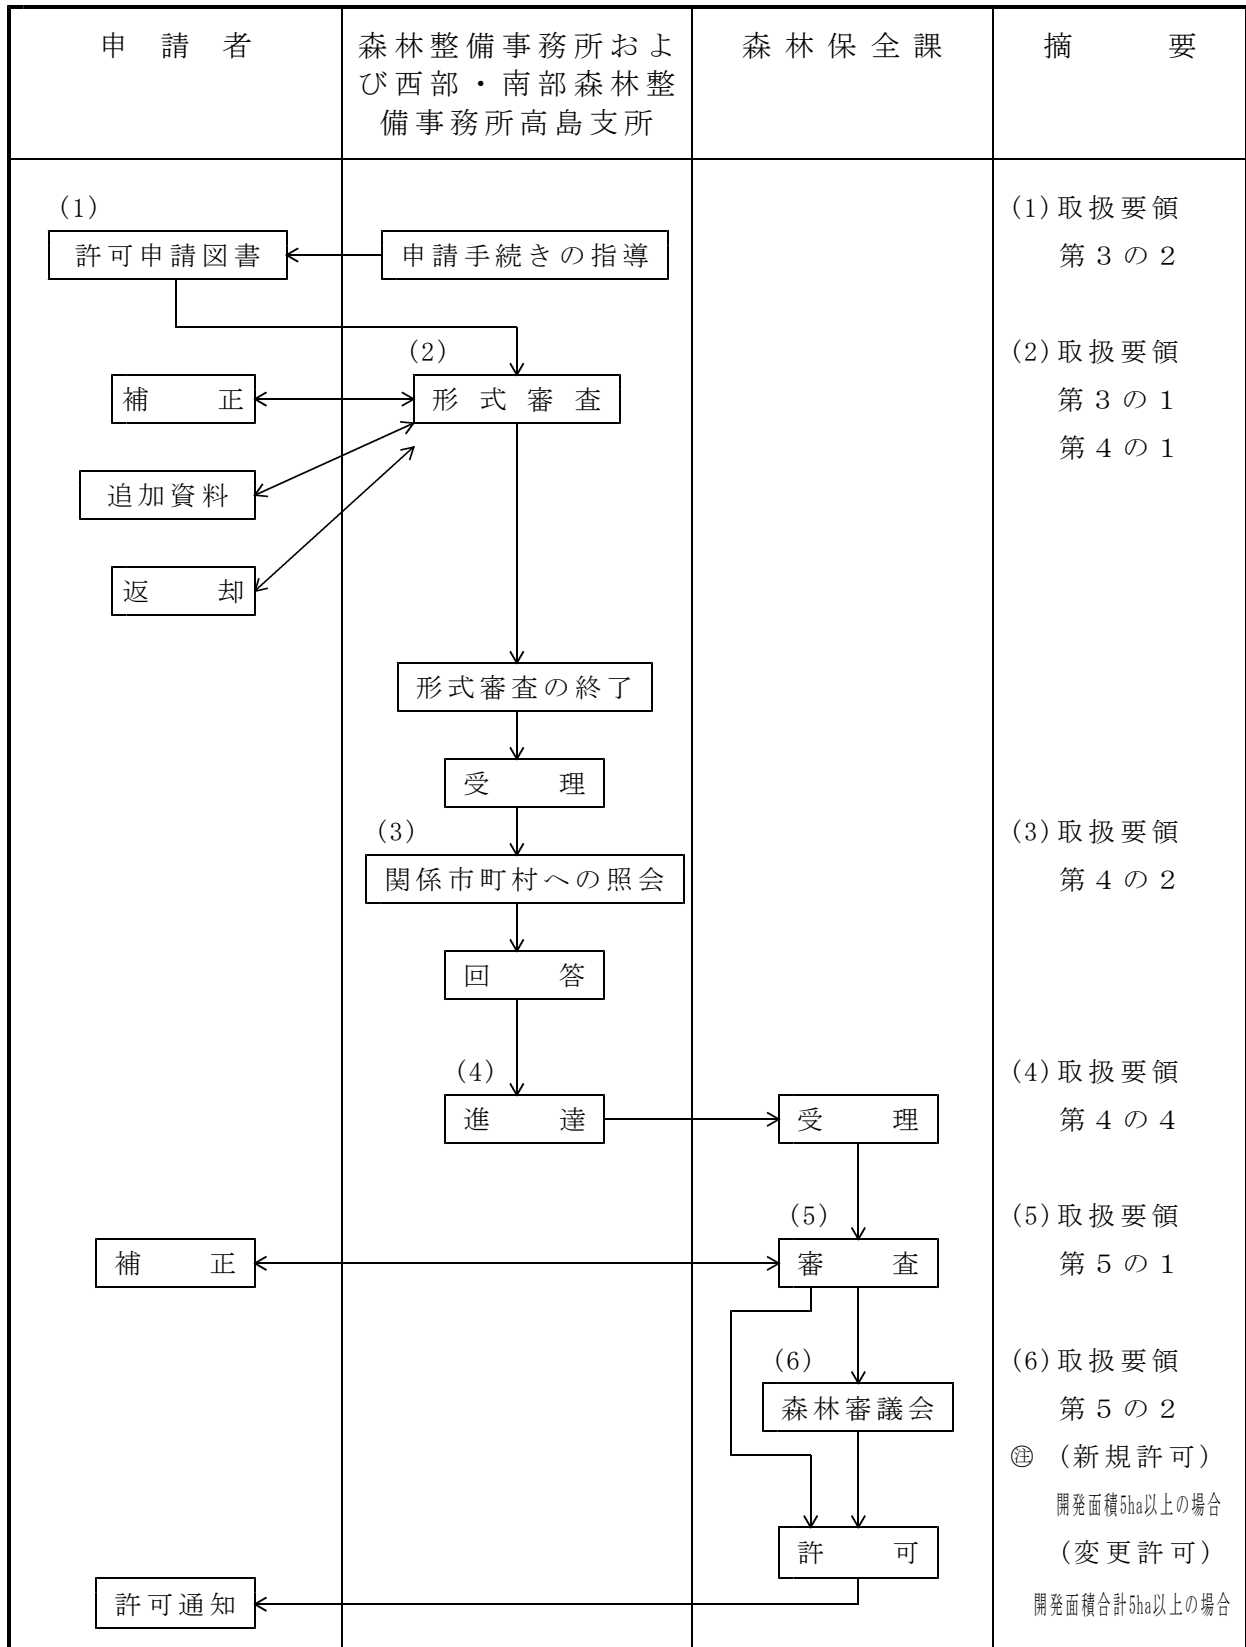 申請者
森林整備事務所およ
び西部・南部森林整
備事務所高島支所
森林保全課
摘要
(1)
(1)取扱要領
許可申請図書
申請手続きの指導
第3の2
(2)
(2)取扱要領
補正
形式審査
第3の1
第4の1
追加資料
返却
形式審査の終了
受理
(3)
(3)取扱要領
関係市町村への照会
第4の2
回答
(4)
(4)取扱要領
進達
受理
第4の4
(5)
(5)取扱要領
補正
審査
第5の1
(6)
(6)取扱要領
森林審議会
第5の2
㊟ (新規許可)
開発面積5ha以上の場合
許可
(変更許可)
許可通知
開発面積合計5ha以上の場合